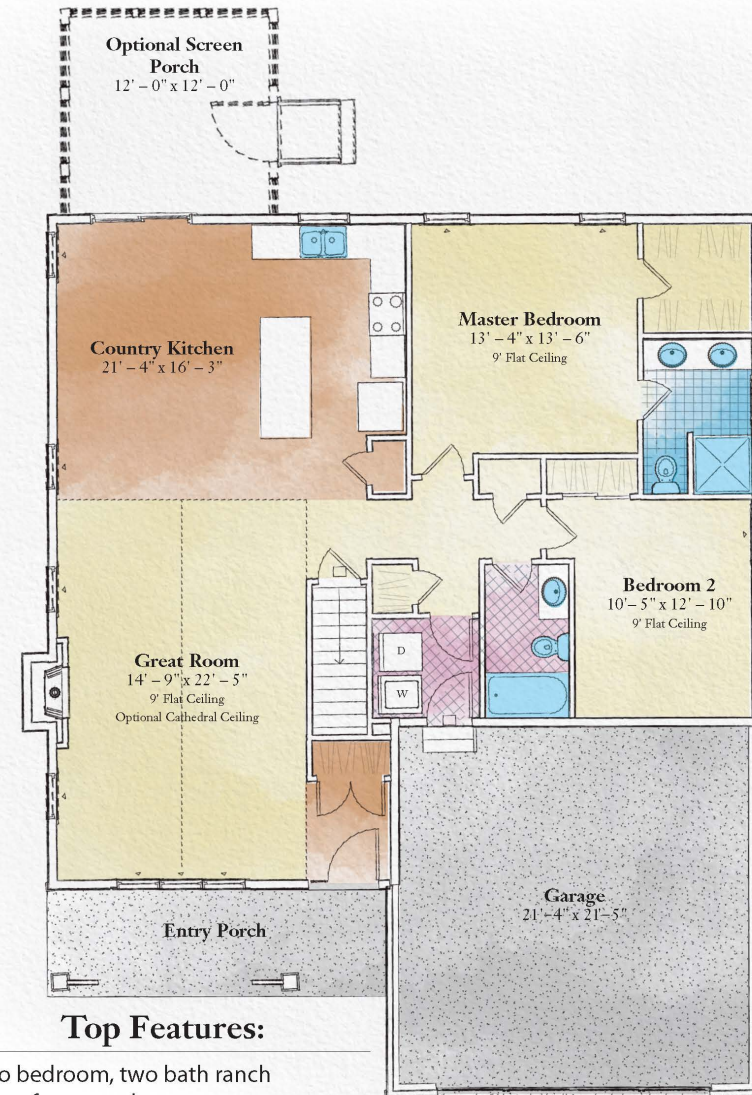 Optional Screen
Porch
12' – 0" x 12' – 0"
Country Kitchen
21' – 4" x 16' – 3"
Master Bedroom
13' – 4" x 13' – 6"
9' Flat Ceiling
Bedroom 2
10'– 5" x 12' – 10"
9' Flat Ceiling
Great Room
14' – 9" x 22' – 5"
9' Flat Ceiling
Optional Cathedral Ceiling
D
W
Garage
21'–4" x 21'–5"
Entry Porch
Top Features:
o bedroom, two bath ranch